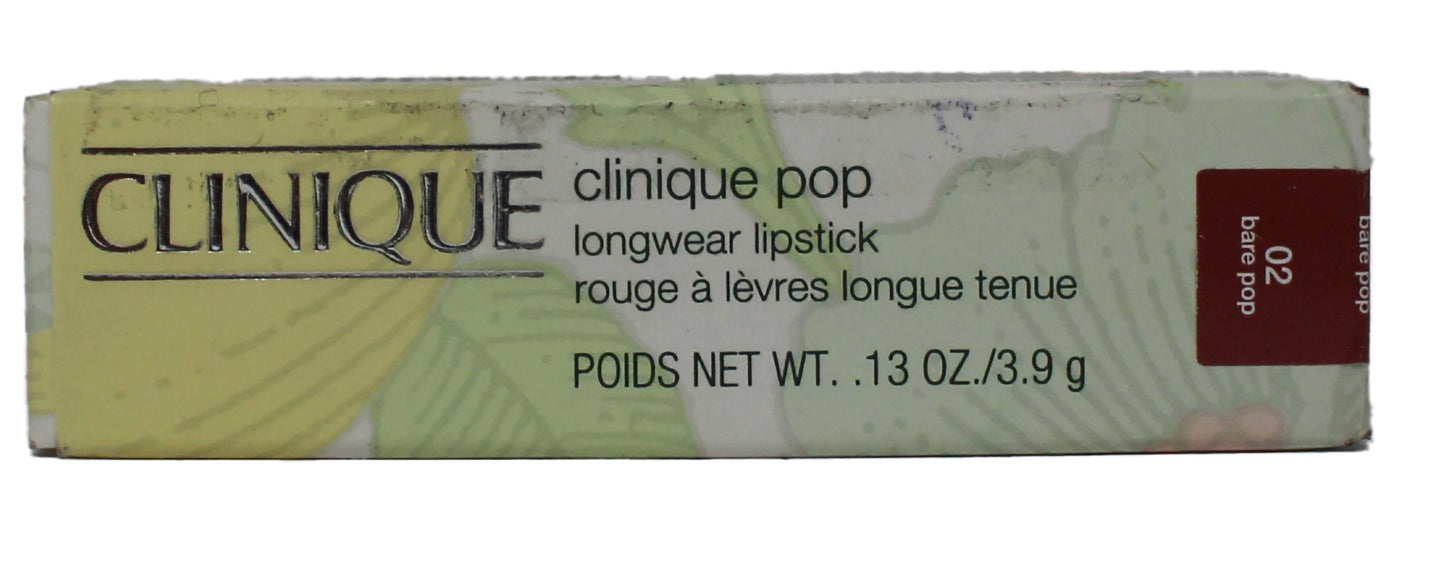 CLINIQUE
clinique pop
longwear lipstick
rouge à lèvres longue tenue
POIDS NET WT. .13 OZ./3.9 g
02
bare pop
bare pop